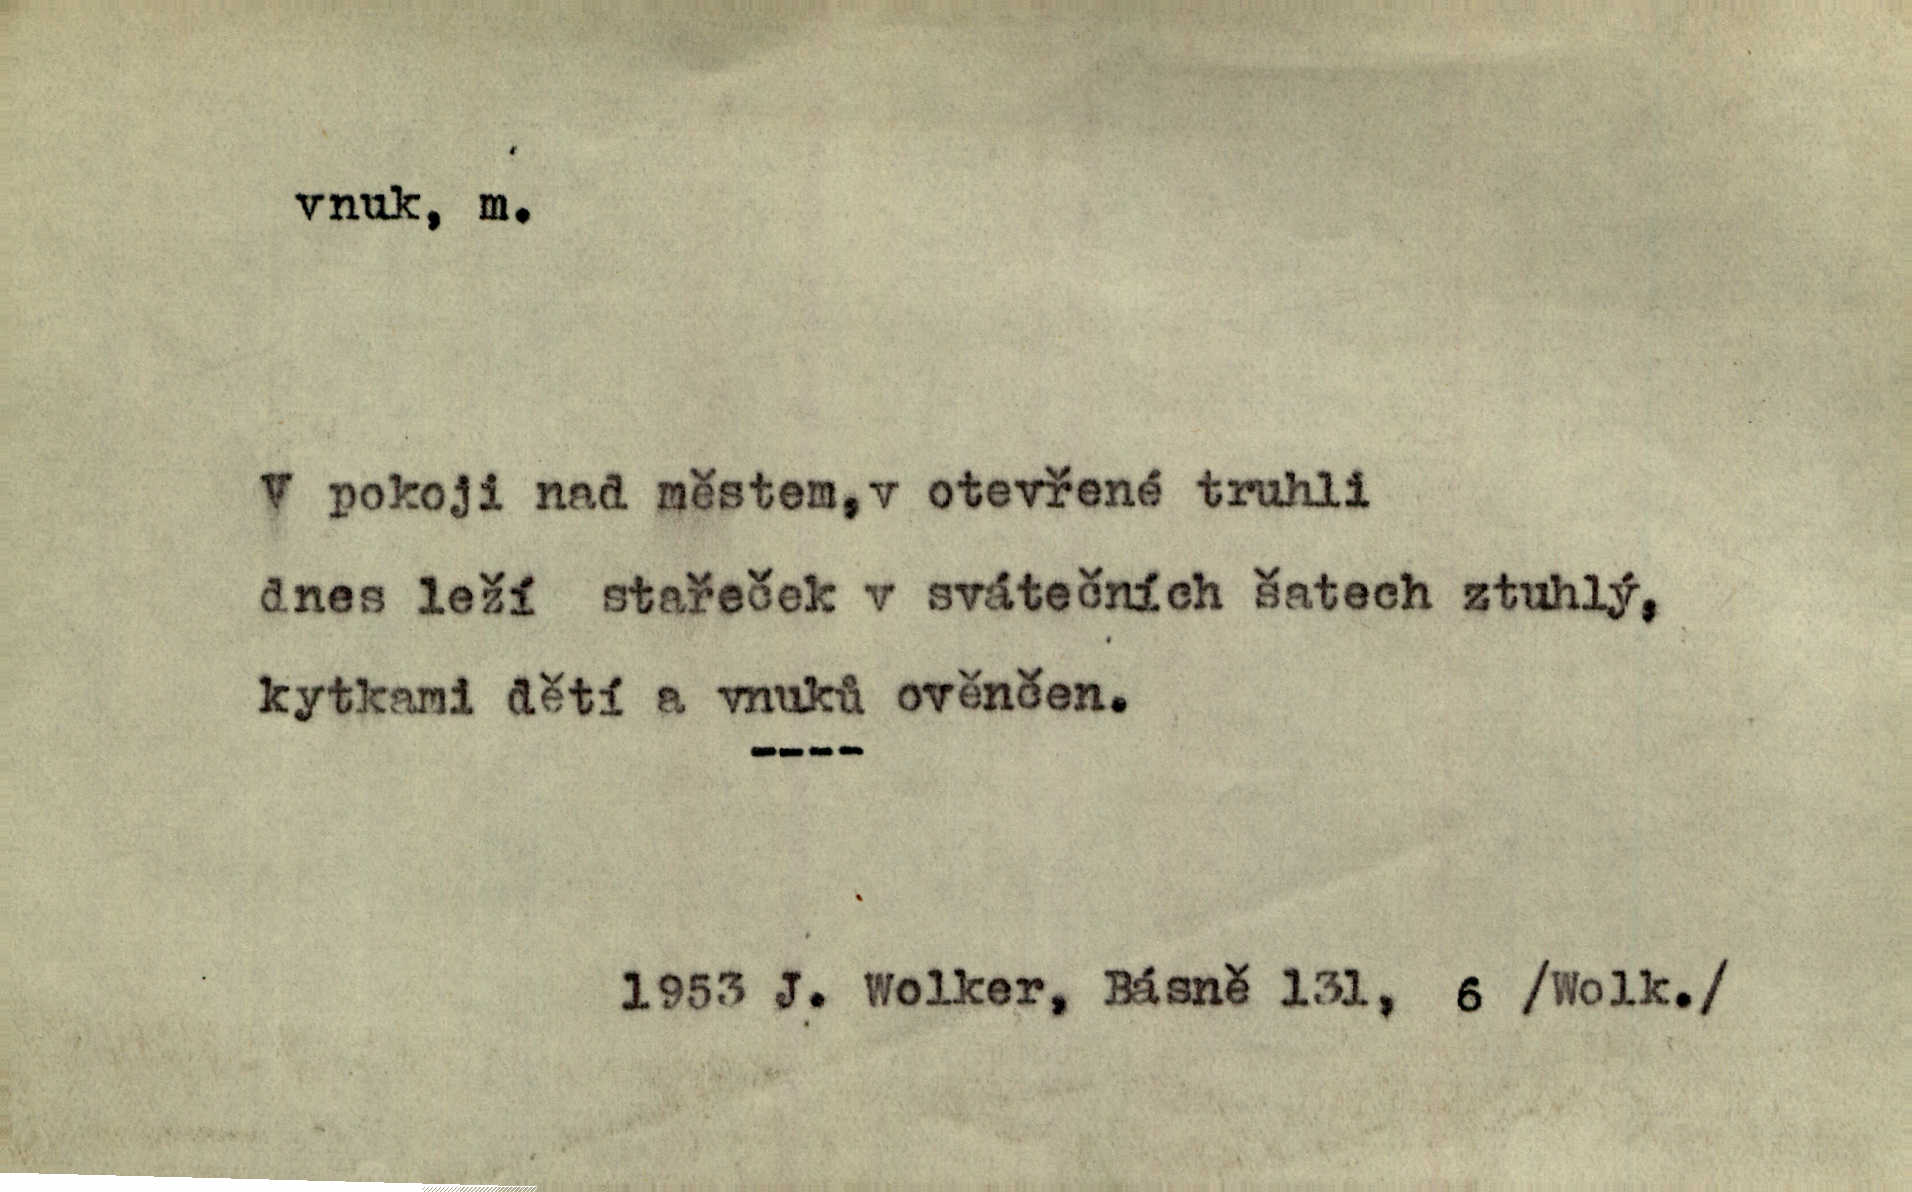 vnuk, m.
V pokoji nad městem,v otevřené truhli
dnes leží stařeček v svátečních šatech ztuhlý,
kytkami dětí a vnuků ověnčen.
----
1953 J. Wolker, Básně 131, 6 /Wolk./